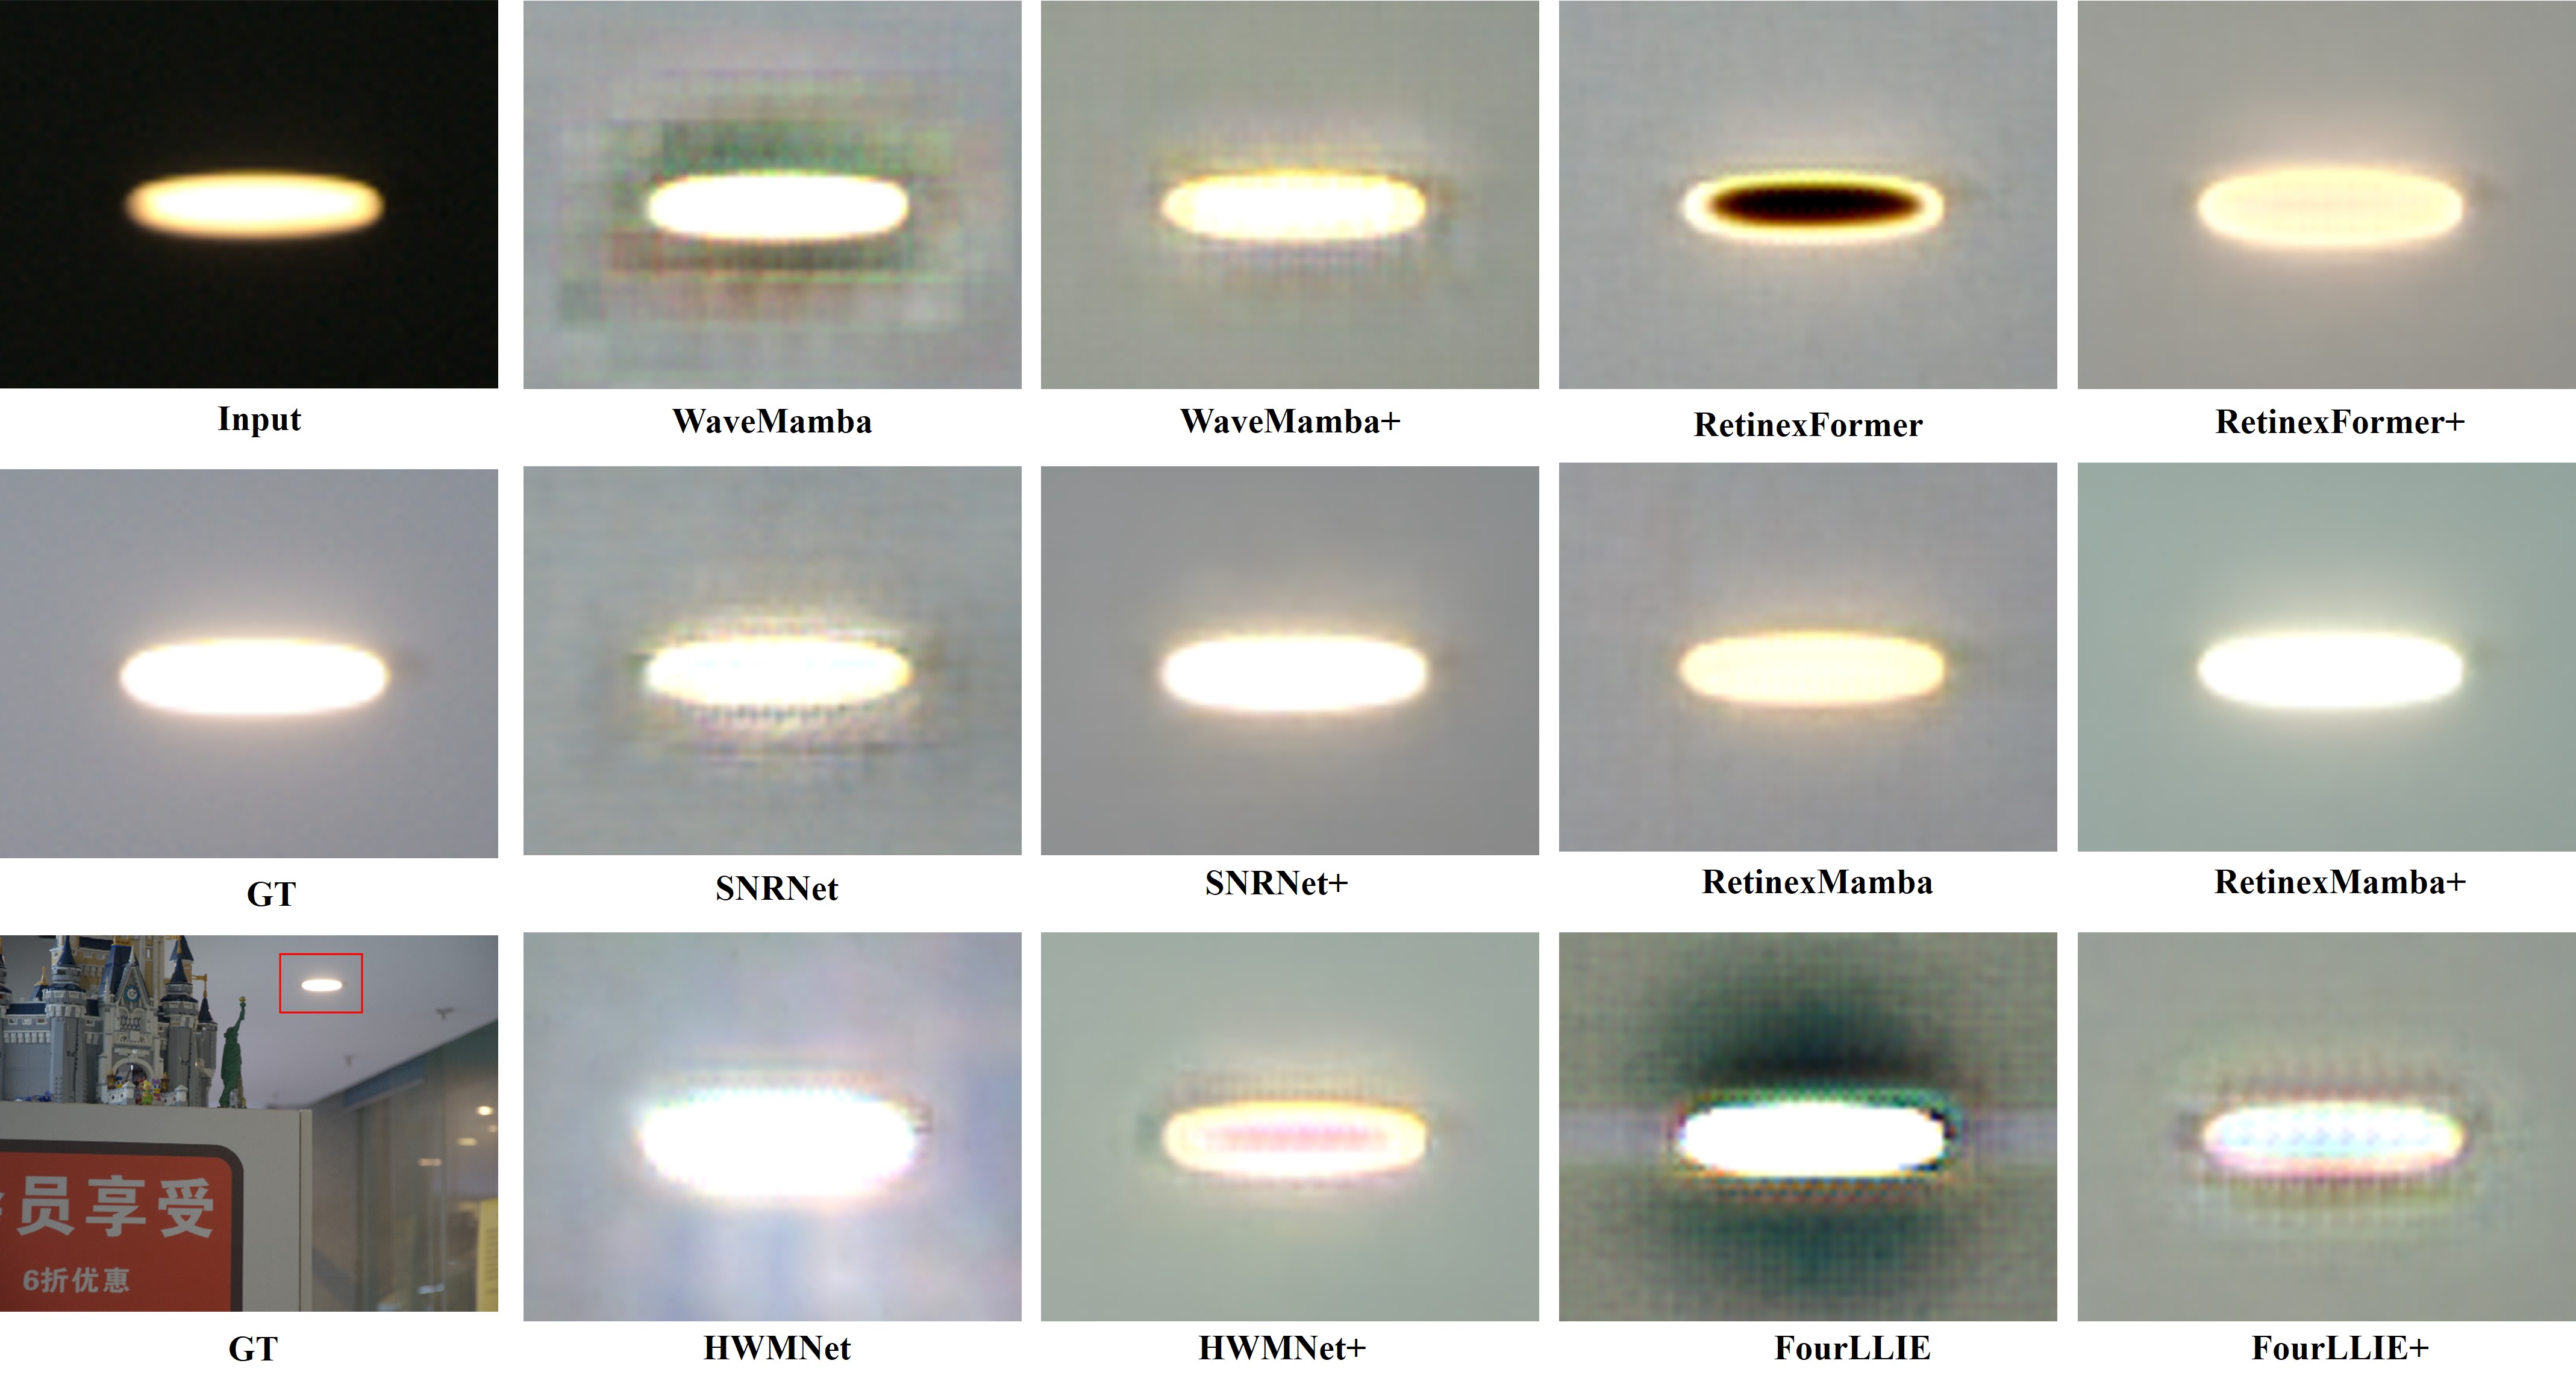 Input
WaveMamba
WaveMamba+
RetinexFormer
RetinexFormer+
GT
SNRNet
SNRNet+
RetinexMamba
RetinexMamba+
员享受
6折优惠
GT
HWMNet
HWMNet+
FourLLIE
FourLLIE+